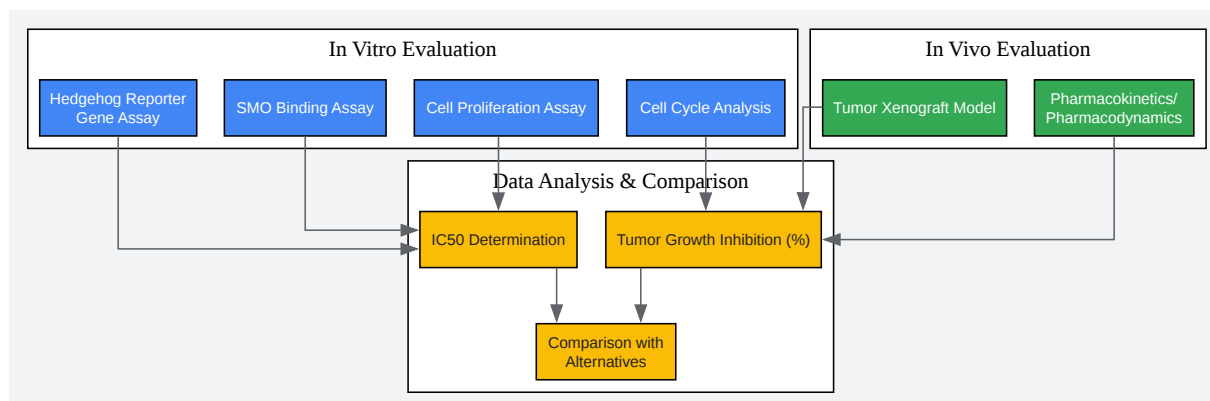 In Vitro Evaluation
Hedgehog Reporter
Gene Assay
SMO Binding Assay
Cell Proliferation Assay
Cell Cycle Analysis
In Vivo Evaluation
Tumor Xenograft Model
Pharmacokinetics/
Pharmacodynamics
Data Analysis & Comparison
IC50 Determination
Tumor Growth Inhibition (%)
Comparison with
Alternatives